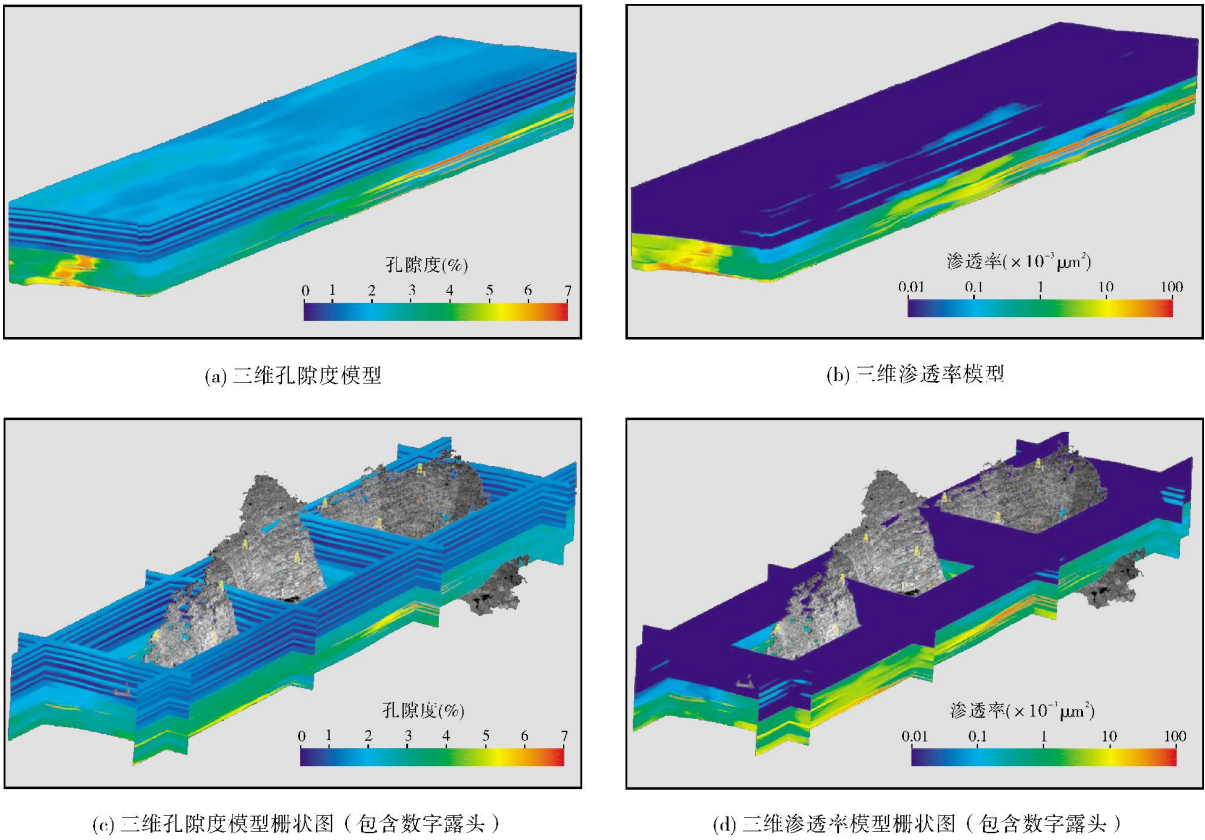 孔隙度(%)
0 1 2 3 4 5 6 7
渗透率(×10⁻³μm²)
0.01 0.1 1 10 100
(a) 三维孔隙度模型
(b) 三维渗透率模型
孔隙度(%)
0 1 2 3 4 5 6 7
渗透率(×10⁻³μm²)
0.01 0.1 1 10 100
(c) 三维孔隙度模型栅状图（包含数字露头）
(d) 三维渗透率模型栅状图（包含数字露头）